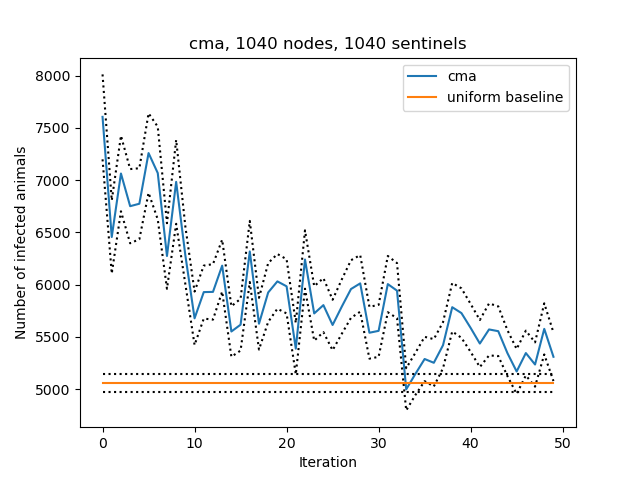 cma, 1040 nodes, 1040 sentinels
cma
uniform baseline
Number of infected animals
8000
7500
7000
6500
6000
5500
5000
0 10 20 30 40 50
Iteration